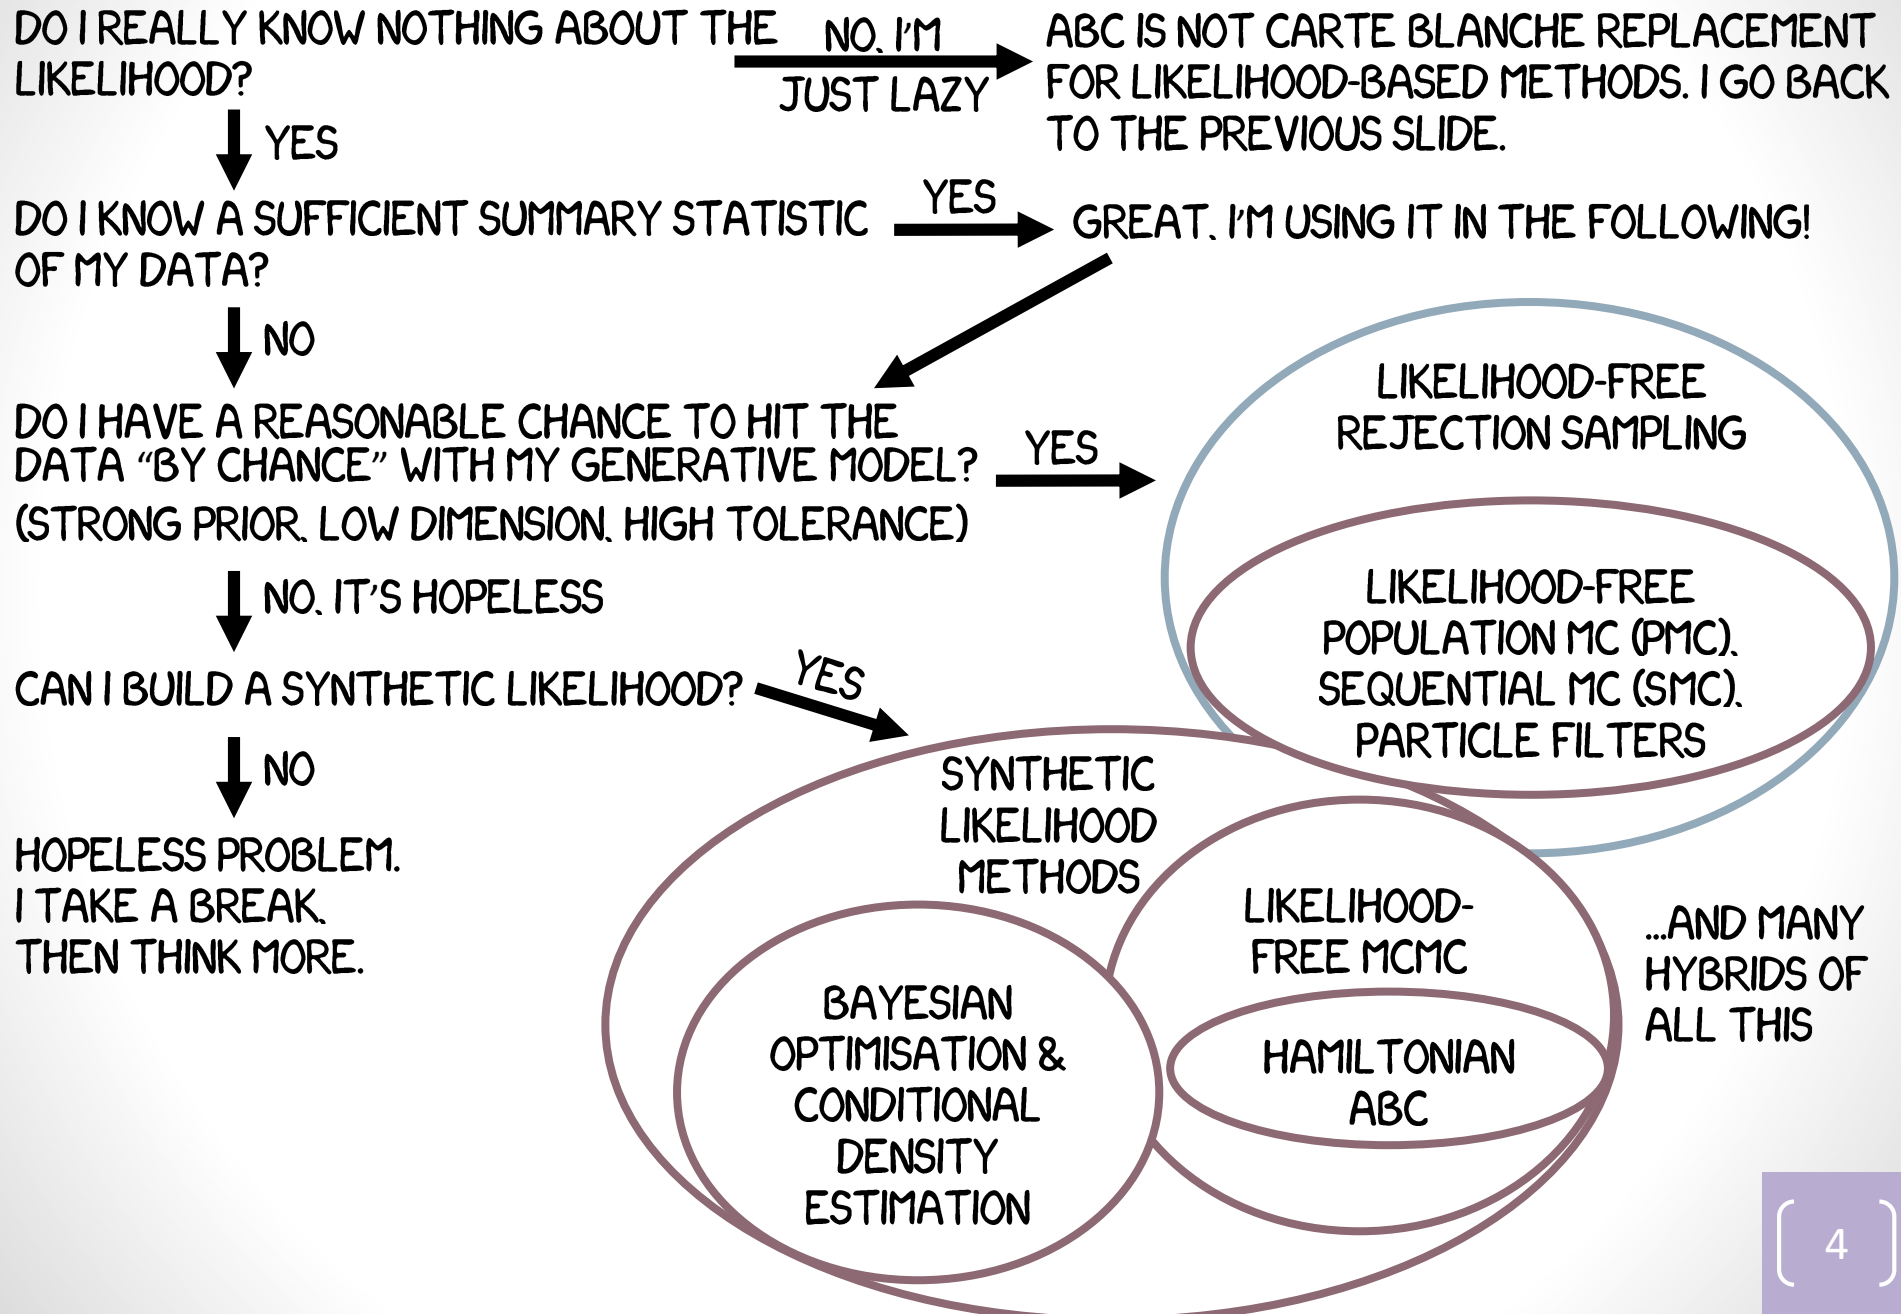 DO I REALLY KNOW NOTHING ABOUT THE
LIKELIHOOD?
NO, I'M
JUST LAZY
ABC IS NOT CARTE BLANCHE REPLACEMENT
FOR LIKELIHOOD-BASED METHODS. I GO BACK
TO THE PREVIOUS SLIDE.
YES
DO I KNOW A SUFFICIENT SUMMARY STATISTIC
OF MY DATA?
YES
GREAT, I'M USING IT IN THE FOLLOWING!
NO
DO I HAVE A REASONABLE CHANCE TO HIT THE
DATA “BY CHANCE” WITH MY GENERATIVE MODEL?
(STRONG PRIOR, LOW DIMENSION, HIGH TOLERANCE)
YES
LIKELIHOOD-FREE
REJECTION SAMPLING
LIKELIHOOD-FREE
POPULATION MC (PMC),
SEQUENTIAL MC (SMC),
PARTICLE FILTERS
NO, IT'S HOPELESS
CAN I BUILD A SYNTHETIC LIKELIHOOD?
YES
SYNTHETIC
LIKELIHOOD
METHODS
LIKELIHOOD-
FREE MCMC
HAMILTONIAN
ABC
BAYESIAN
OPTIMISATION &
CONDITIONAL
DENSITY
ESTIMATION
...AND MANY
HYBRIDS OF
ALL THIS
NO
HOPELESS PROBLEM.
I TAKE A BREAK,
THEN THINK MORE.
4